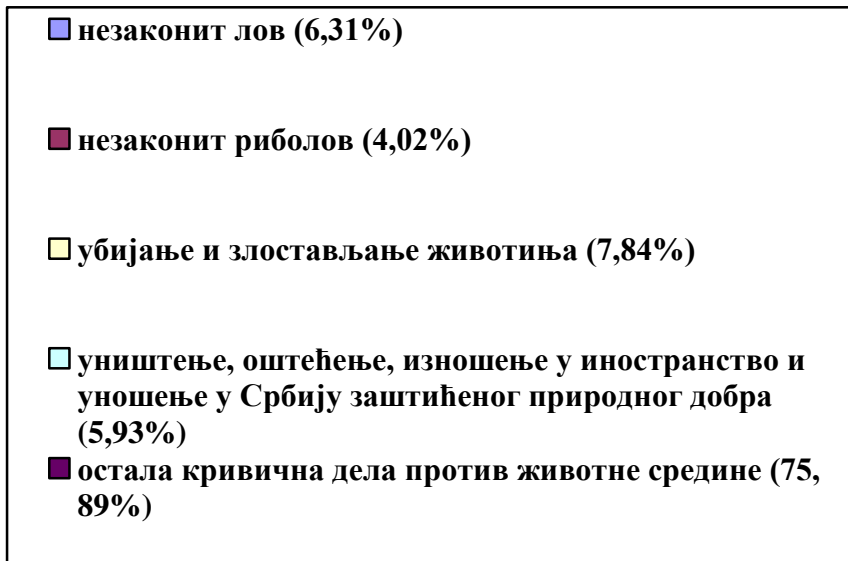 незаконит лов (6,31%)
незаконит риболов (4,02%)
убијање и злостављање животиња (7,84%)
уништење, оштећење, изношење у иностранство и
уношење у Србију заштићеног природног добра
(5,93%)
остала кривична дела против животне средине (75,
89%)